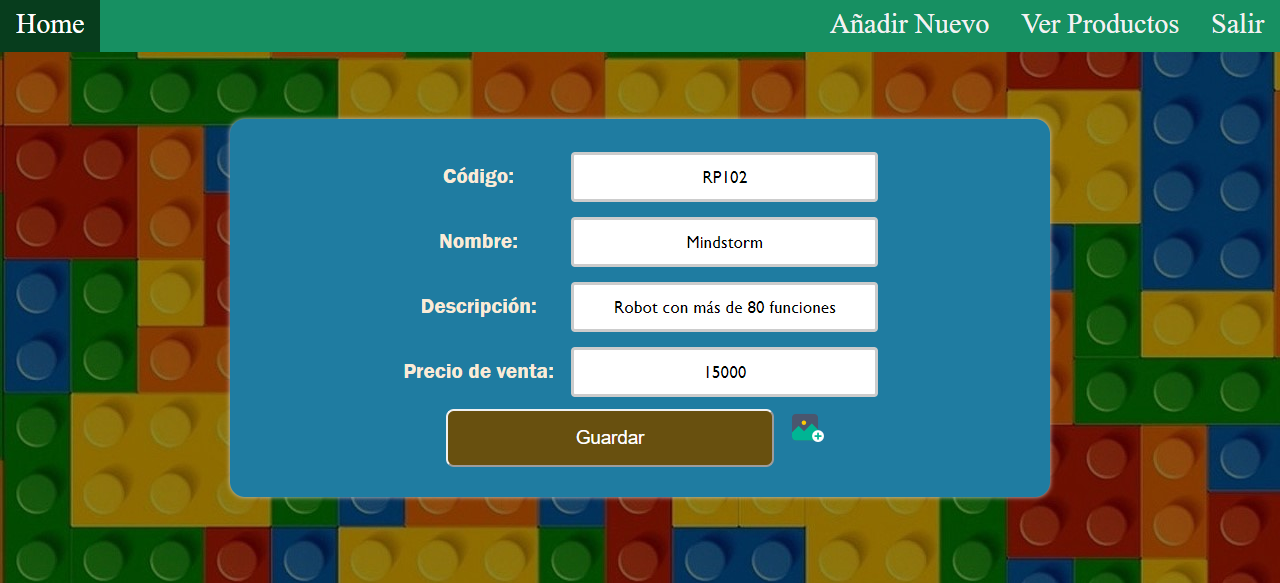 Home Añadir Nuevo Ver Productos Salir
Código: RP102
Nombre: Mindstorm
Descripción: Robot con más de 80 funciones
Precio de venta: 15000
Guardar